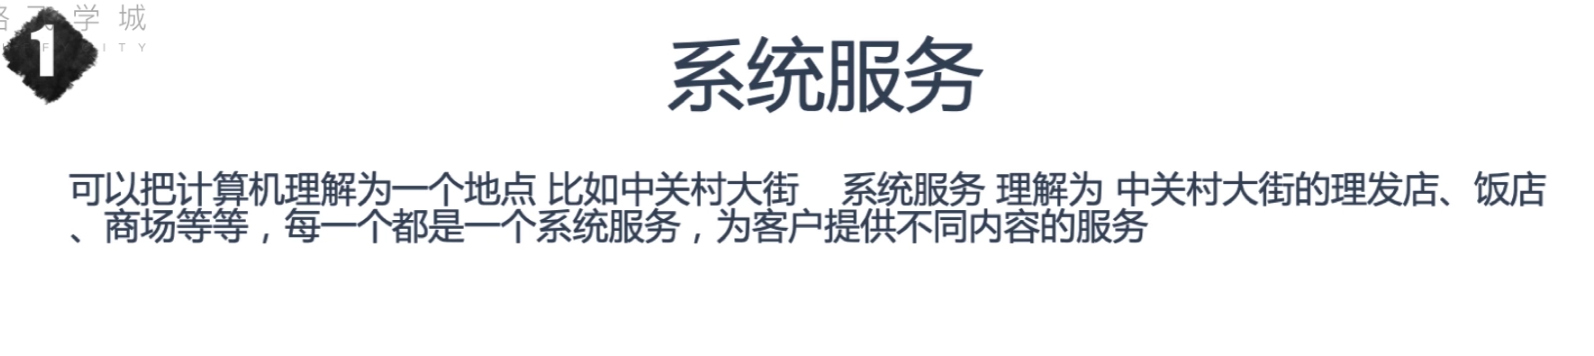 学城
1
ITY
系统服务
可以把计算机理解为一个地点 比如中关村大街 系统服务 理解为 中关村大街的理发店、饭店
、商场等等，每一个都是一个系统服务，为客户提供不同内容的服务